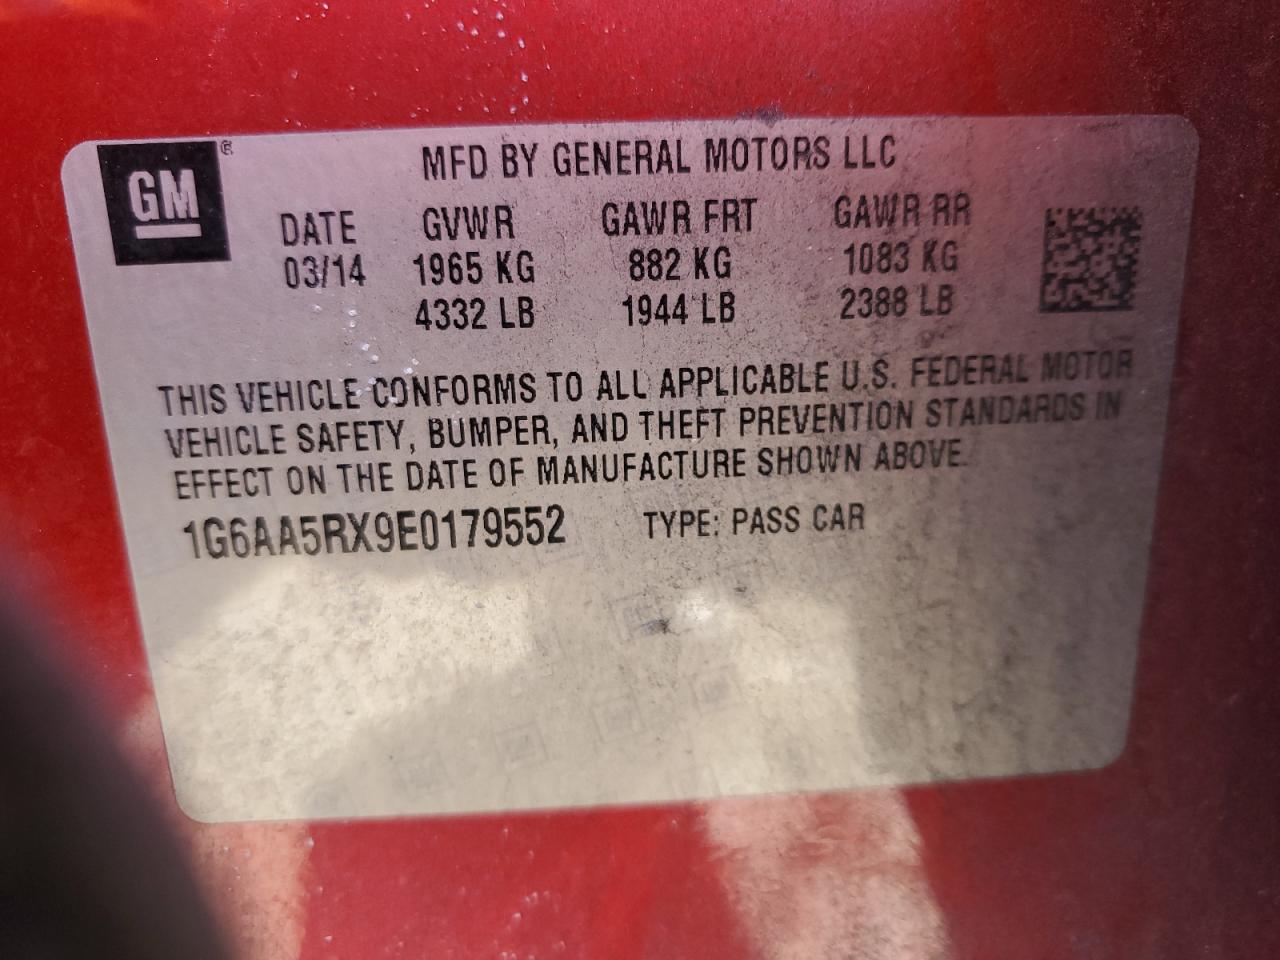 GM
MFD BY GENERAL MOTORS LLC
DATE GVWR GAWR FRT GAWR RR
03/14 1965 KG 882 KG 1083 KG
4332 LB 1944 LB 2388 LB
THIS VEHICLE CONFORMS TO ALL APPLICABLE U.S. FEDERAL MOTOR
VEHICLE SAFETY, BUMPER, AND THEFT PREVENTION STANDARDS IN
EFFECT ON THE DATE OF MANUFACTURE SHOWN ABOVE.
1G6AA5RX9E0179552 TYPE: PASS CAR